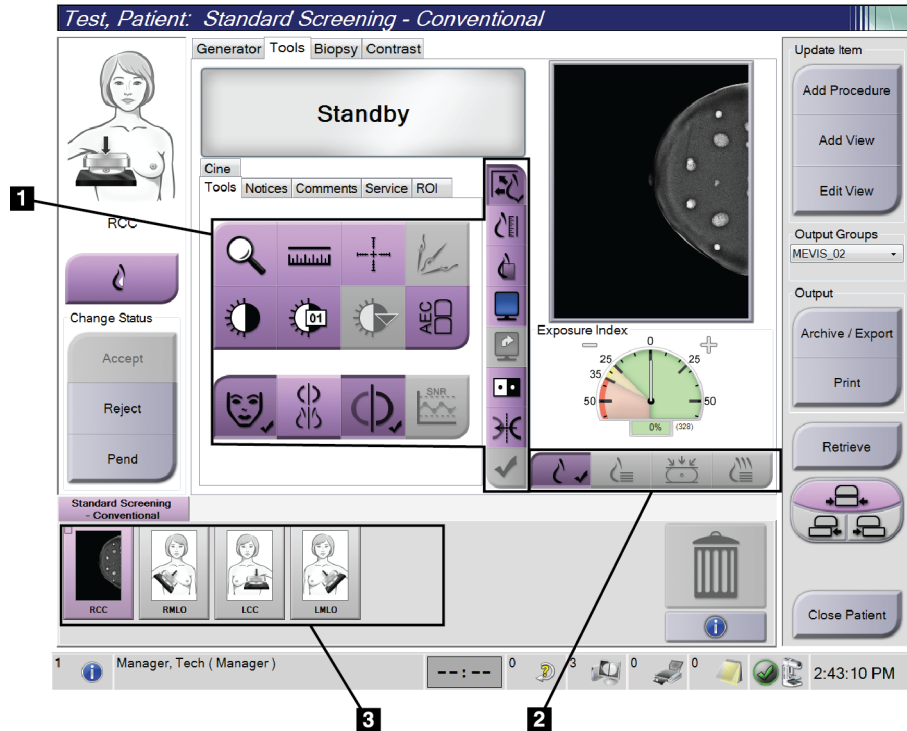 Test, Patient: Standard Screening - Conventional
Generator Tools Biopsy Contrast
Standby
Cine
Tools Notices Comments Service ROI
01
AEC
SNR
RCC
Change Status
Accept
Reject
Pend
Exposure Index
0
25 25
35
50 50
0% (328)
Update Item
Add Procedure
Add View
Edit View
Output Groups
MEVIS_02
Output
Archive / Export
Print
Retrieve
Close Patient
Standard Screening
- Conventional
RCC RMLO LCC LMLO
1 Manager, Tech ( Manager ) --:-- 0 3 0 0 2:43:10 PM
1
2
3